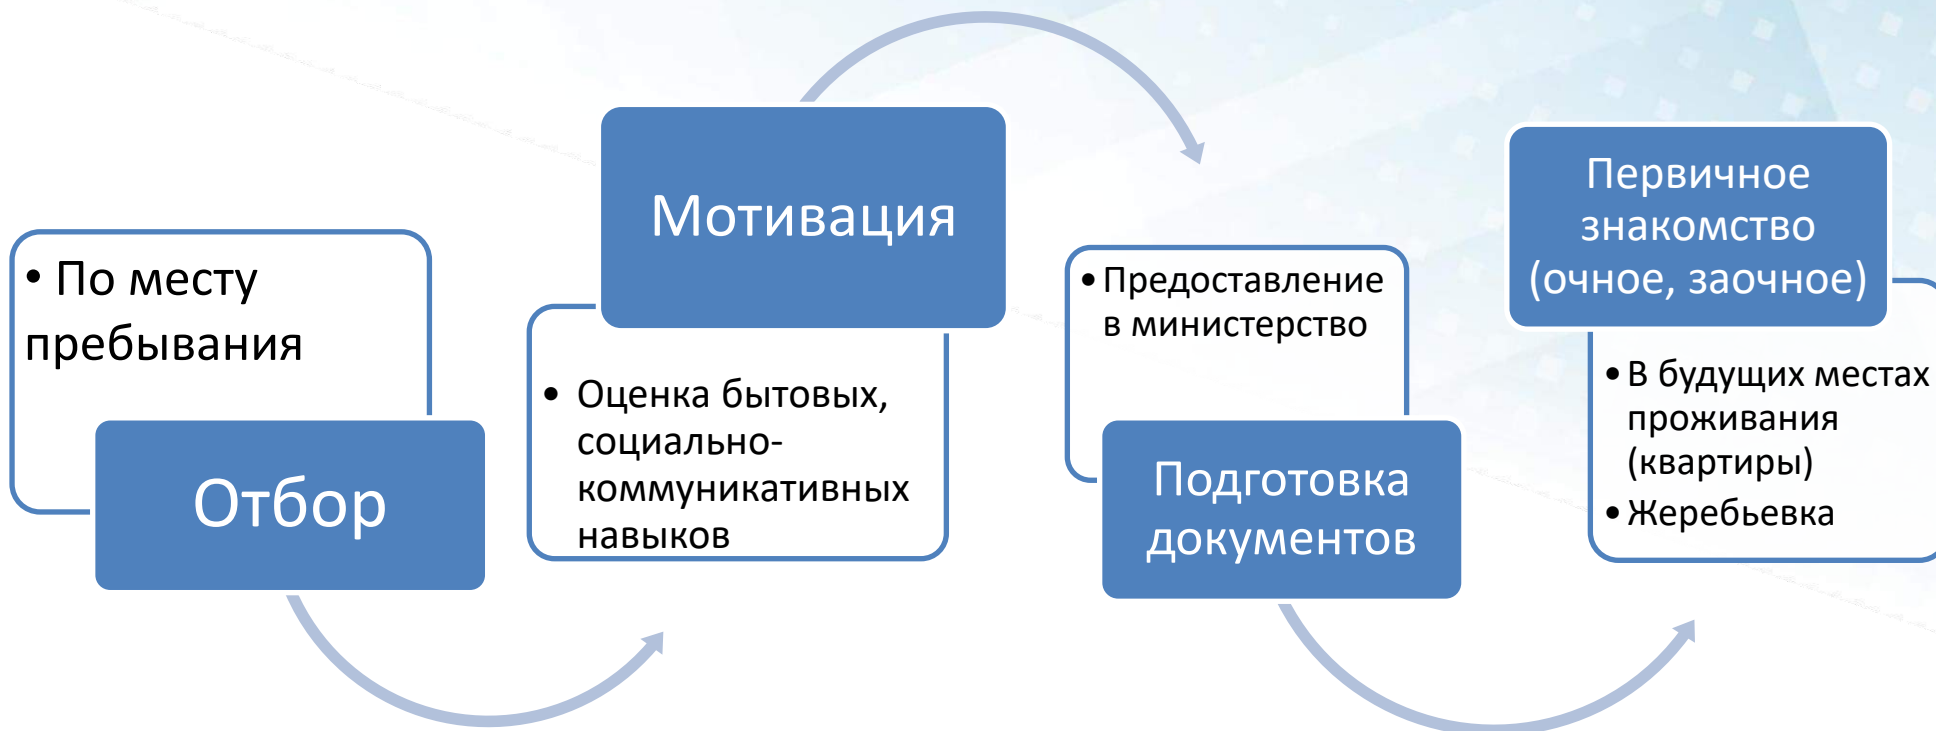 • По месту
пребывания
Отбор
Мотивация
• Оценка бытовых,
социально-
коммуникативных
навыков
• Предоставление
в министерство
Подготовка
документов
Первичное
знакомство
(очное, заочное)
• В будущих местах
проживания
(квартиры)
• Жеребьевка